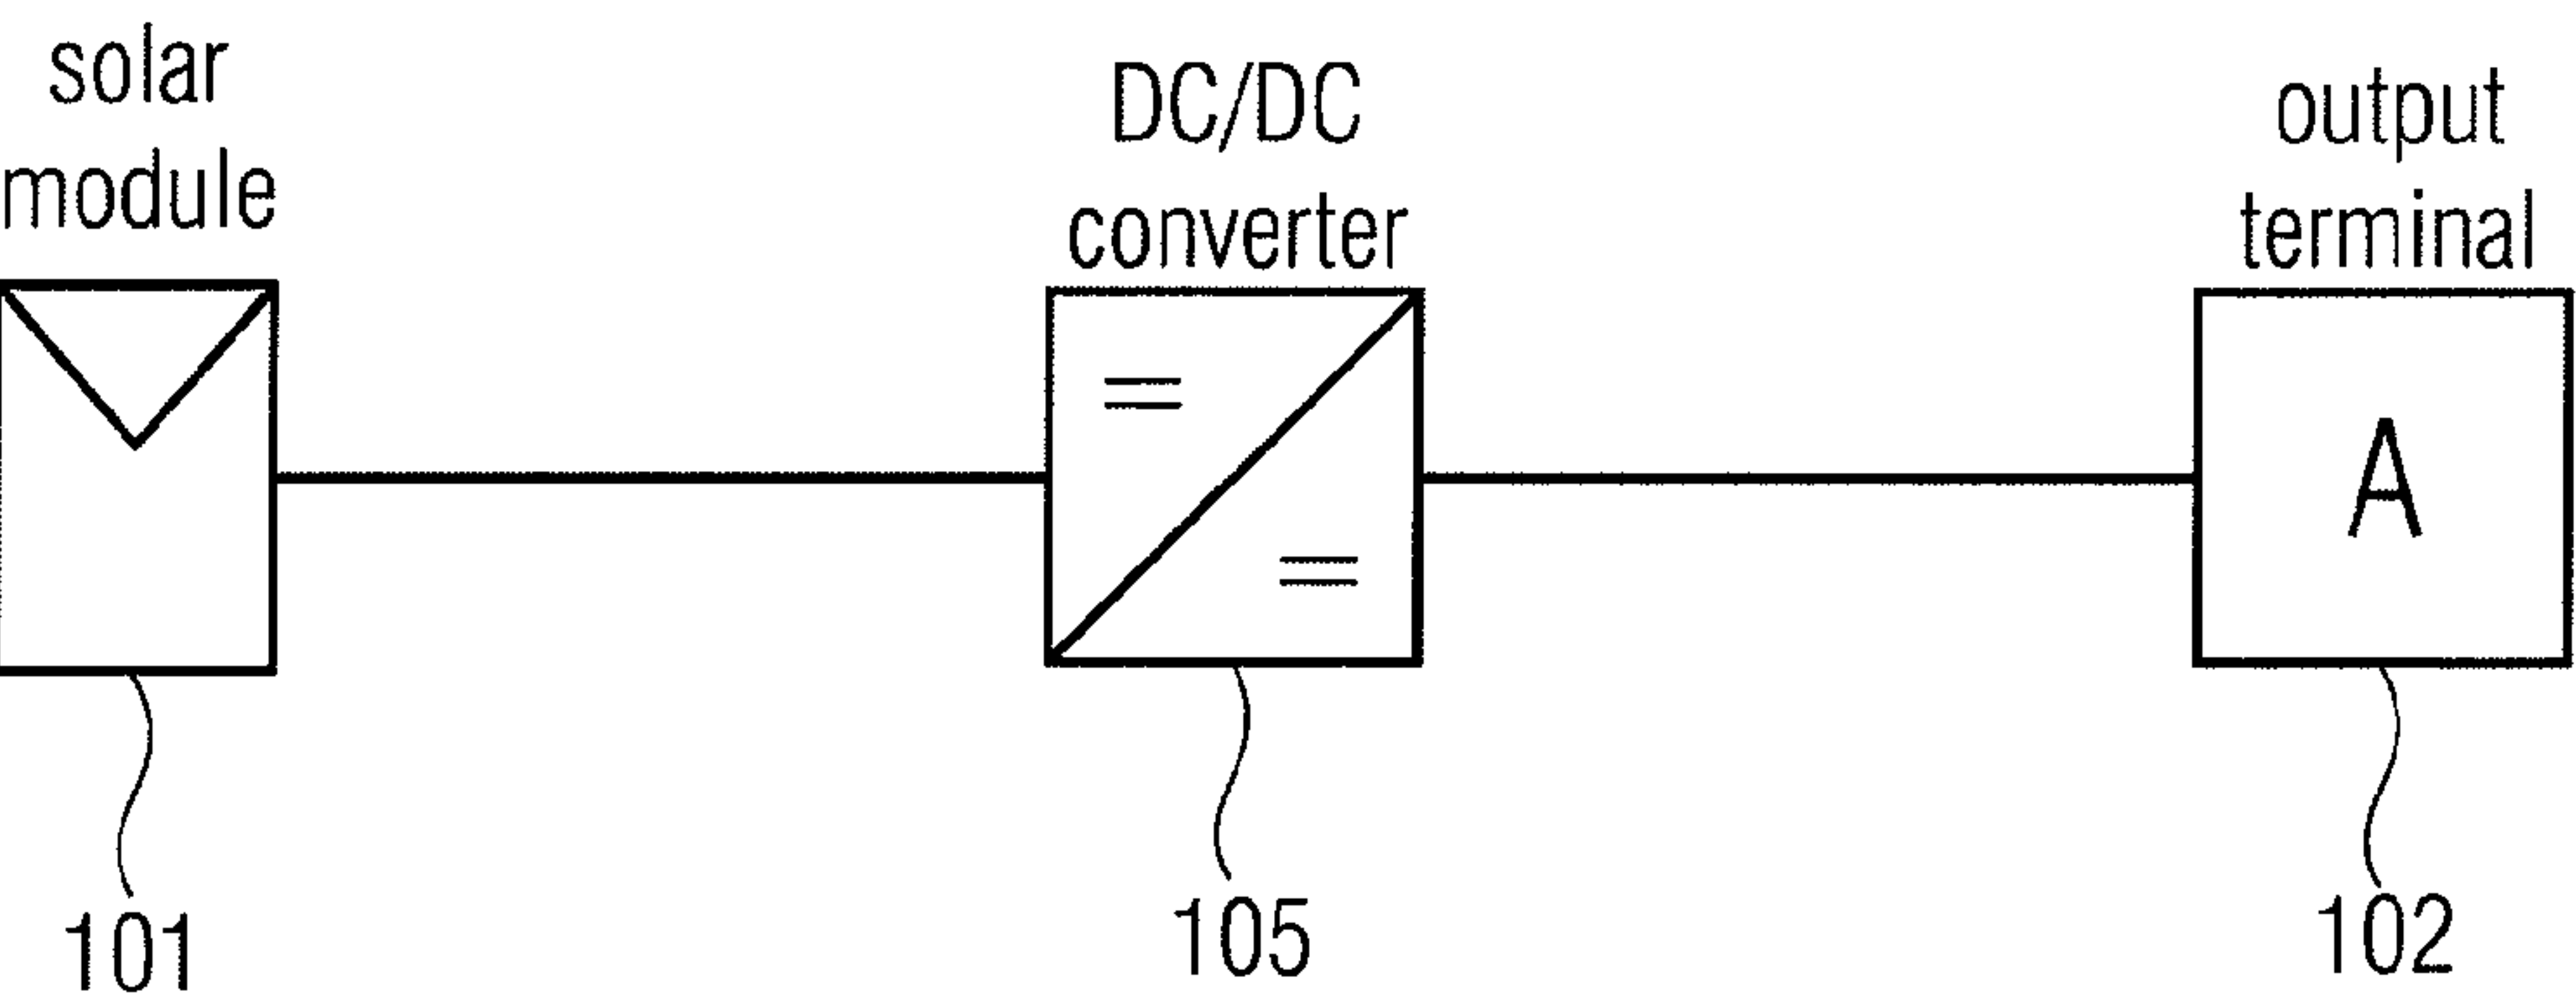 solar
module
DC/DC
converter
output
terminal
A
101
105
102